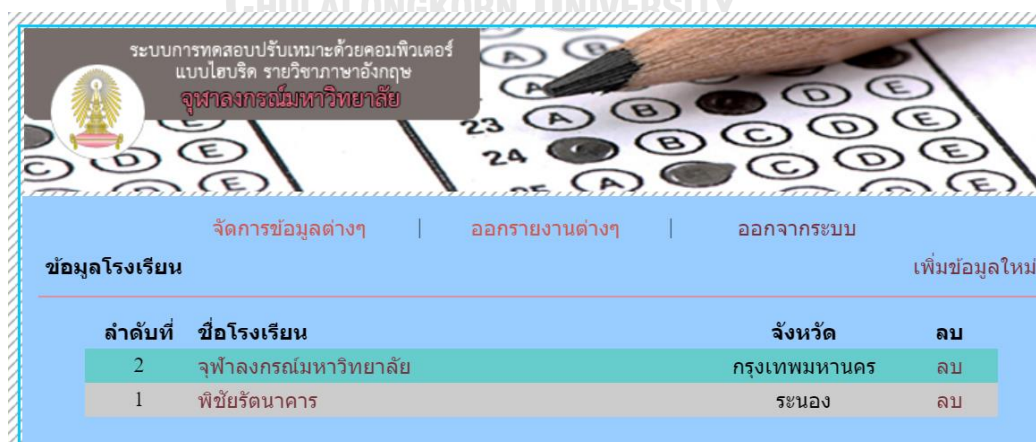 CHULALONGKORN UNIVERSITY
ระบบการทดสอบปรับเหมาะด้วยคอมพิวเตอร์
แบบไฮบริด รายวิชาภาษาอังกฤษ
จุฬาลงกรณ์มหาวิทยาลัย
A B
A B D E
23 A B C D E
24 B C D E
C D E
C E A C D E
จัดการข้อมูลต่างๆ | ออกรายงานต่างๆ | ออกจากระบบ
ข้อมูลโรงเรียน เพิ่มข้อมูลใหม่
ลำดับที่ ชื่อโรงเรียน จังหวัด ลบ
2 จุฬาลงกรณ์มหาวิทยาลัย กรุงเทพมหานคร ลบ
1 พิชัยรัตนาคาร ระนอง ลบ